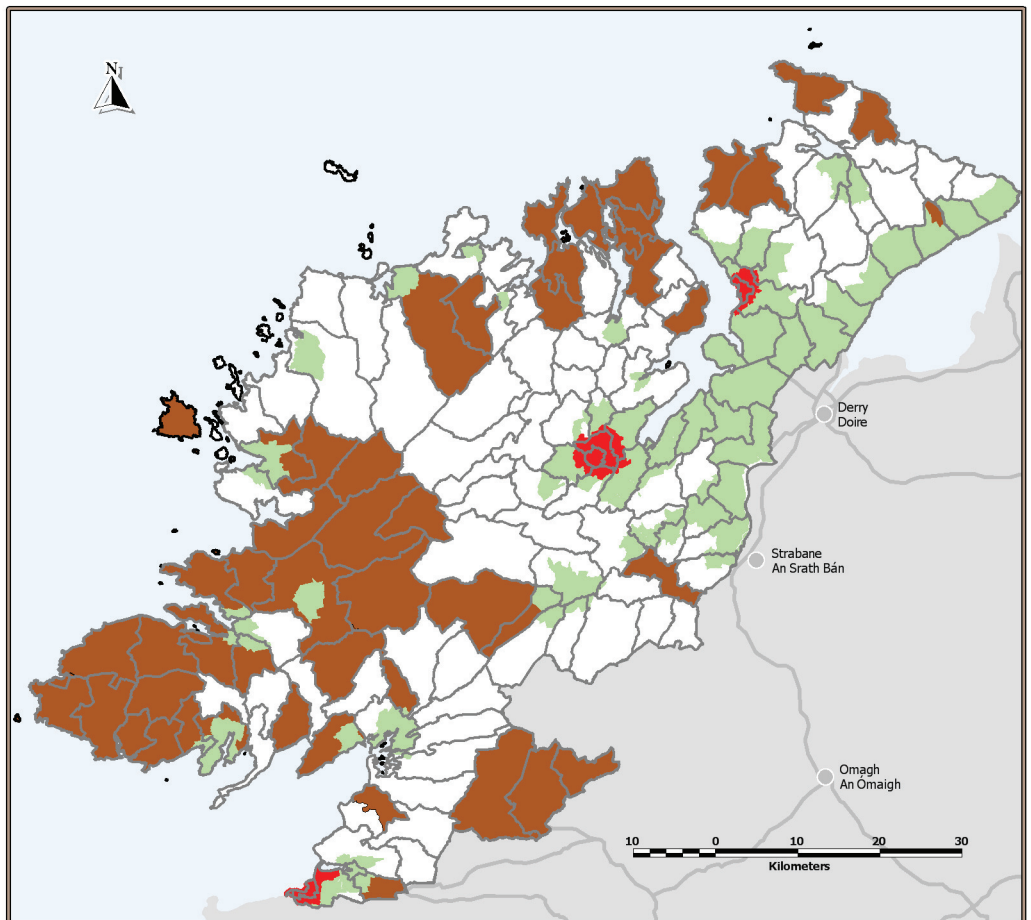 N
Derry
Doire
Strabane
An Srath Bán
Omagh
An Ómaigh
10 0 10 20 30
Kilometers